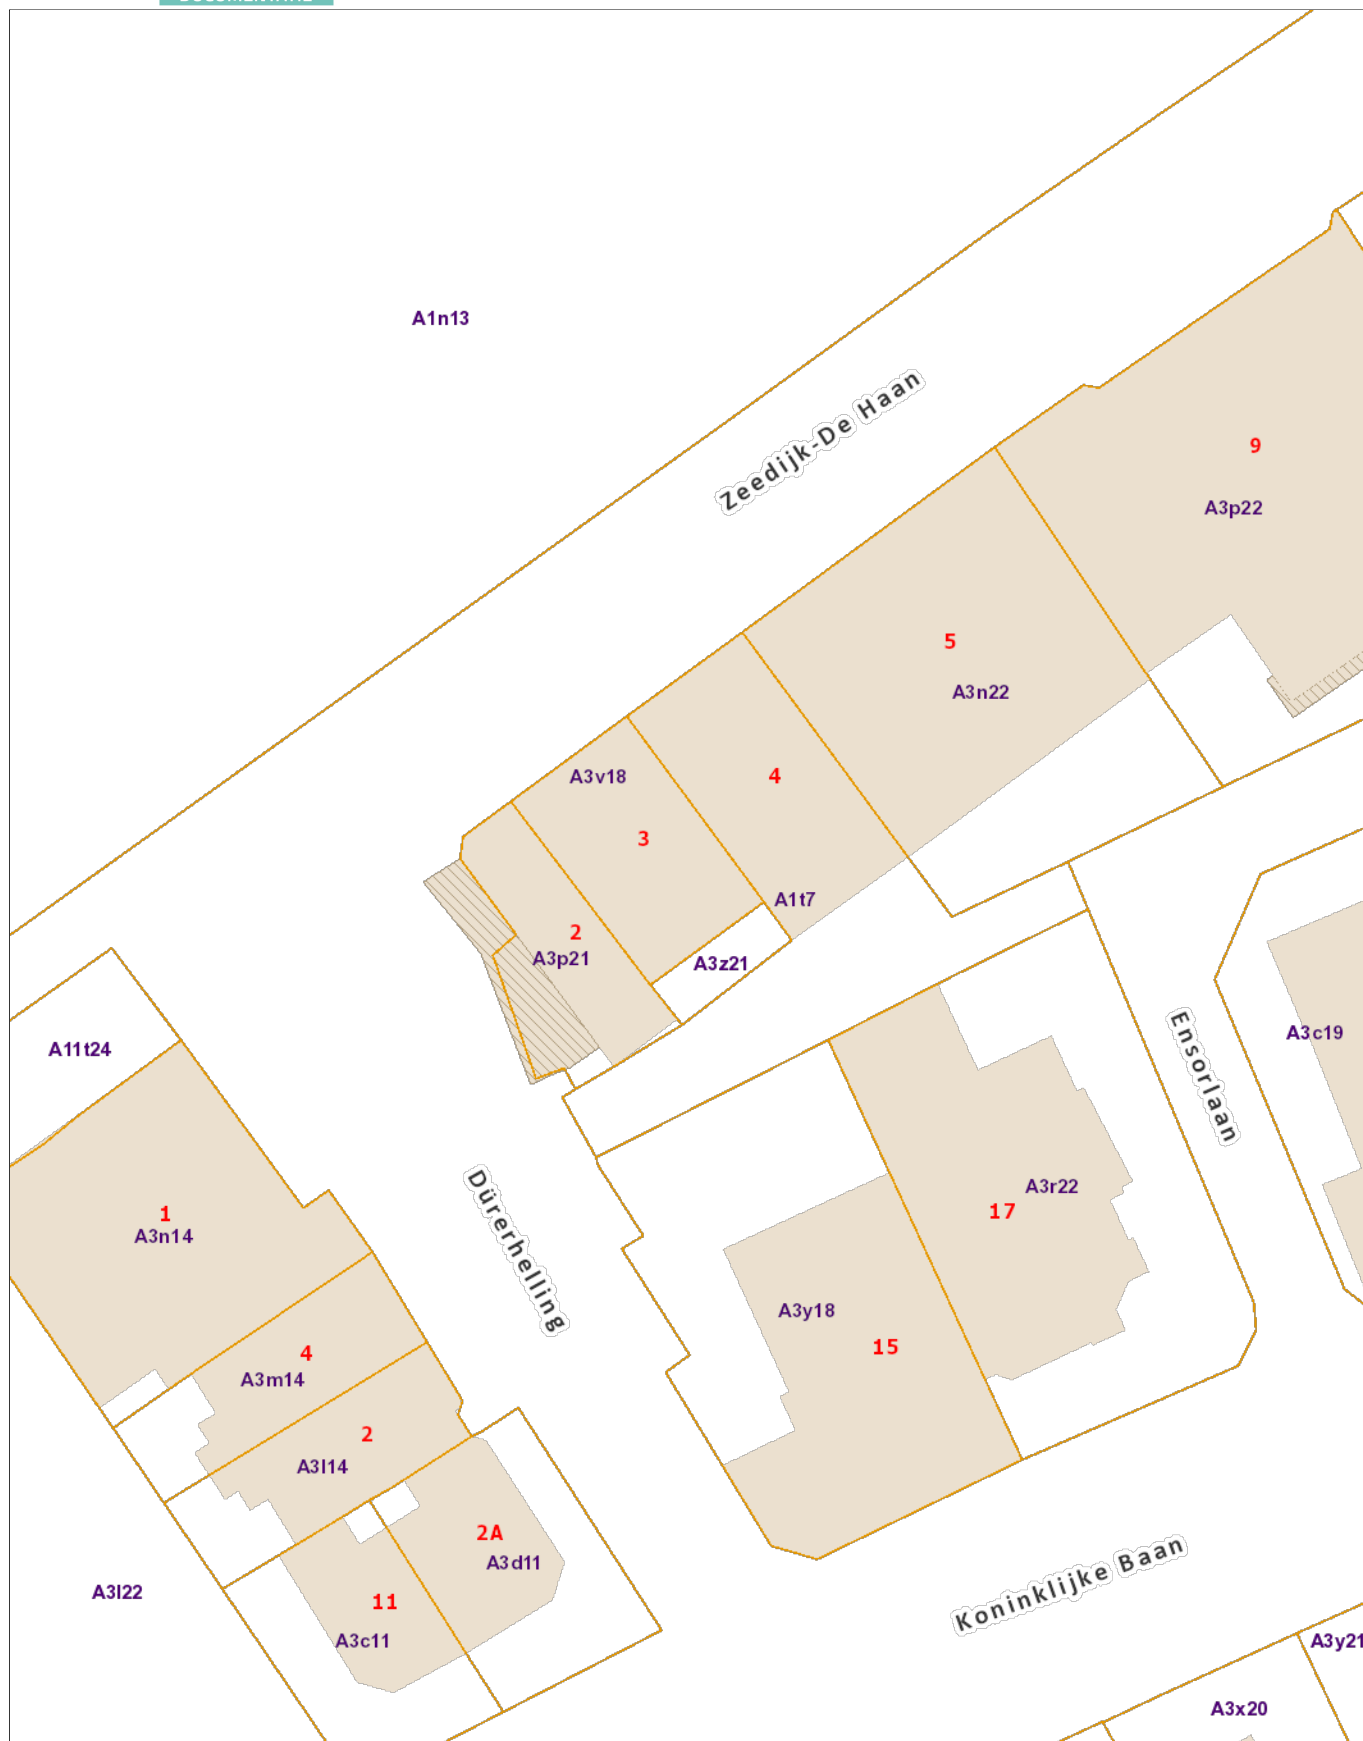 A1n13
Zeedijk-De Haan
9
A3p22
5
A3n22
A3v18
4
3
A1t7
2
A3p21
A3z21
A11t24
Ensorlaan
A3c19
1
A3n14
Dürerhelling
A3r22
17
A3y18
15
4
A3m14
2
A3l14
2A
A3d11
Koninklijke Baan
A3l22
11
A3c11
A3y21
A3x20